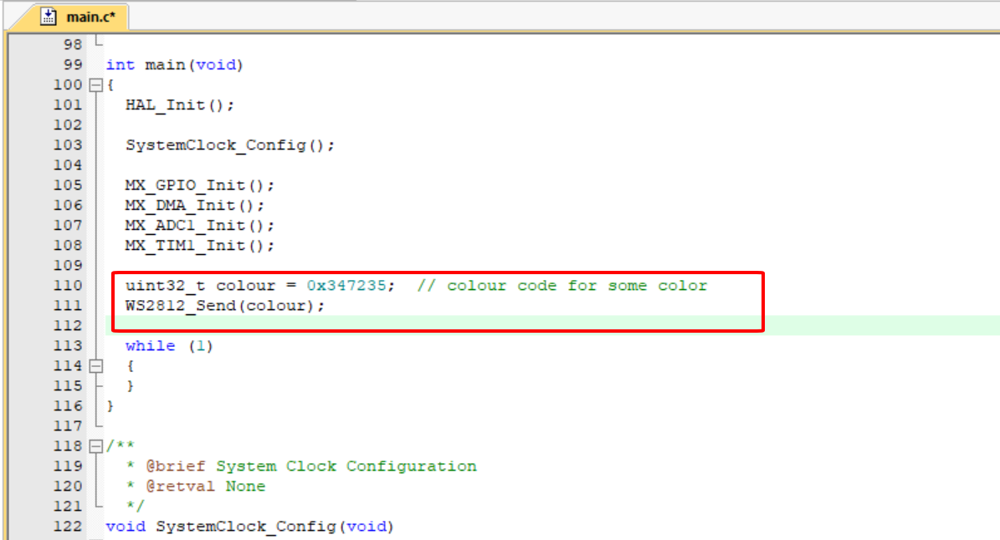 main.c*
98
99 int main(void)
100 {
101 HAL_Init();
102
103 SystemClock_Config();
104
105 MX_GPIO_Init();
106 MX_DMA_Init();
107 MX_ADC1_Init();
108 MX_TIM1_Init();
109
110 uint32_t colour = 0x347235;  // colour code for some color
111 WS2812_Send(colour);
112
113 while (1)
114 {
115 }
116 }
117
118 /**
119 * @brief System Clock Configuration
120 * @retval None
121 */
122 void SystemClock_Config(void)